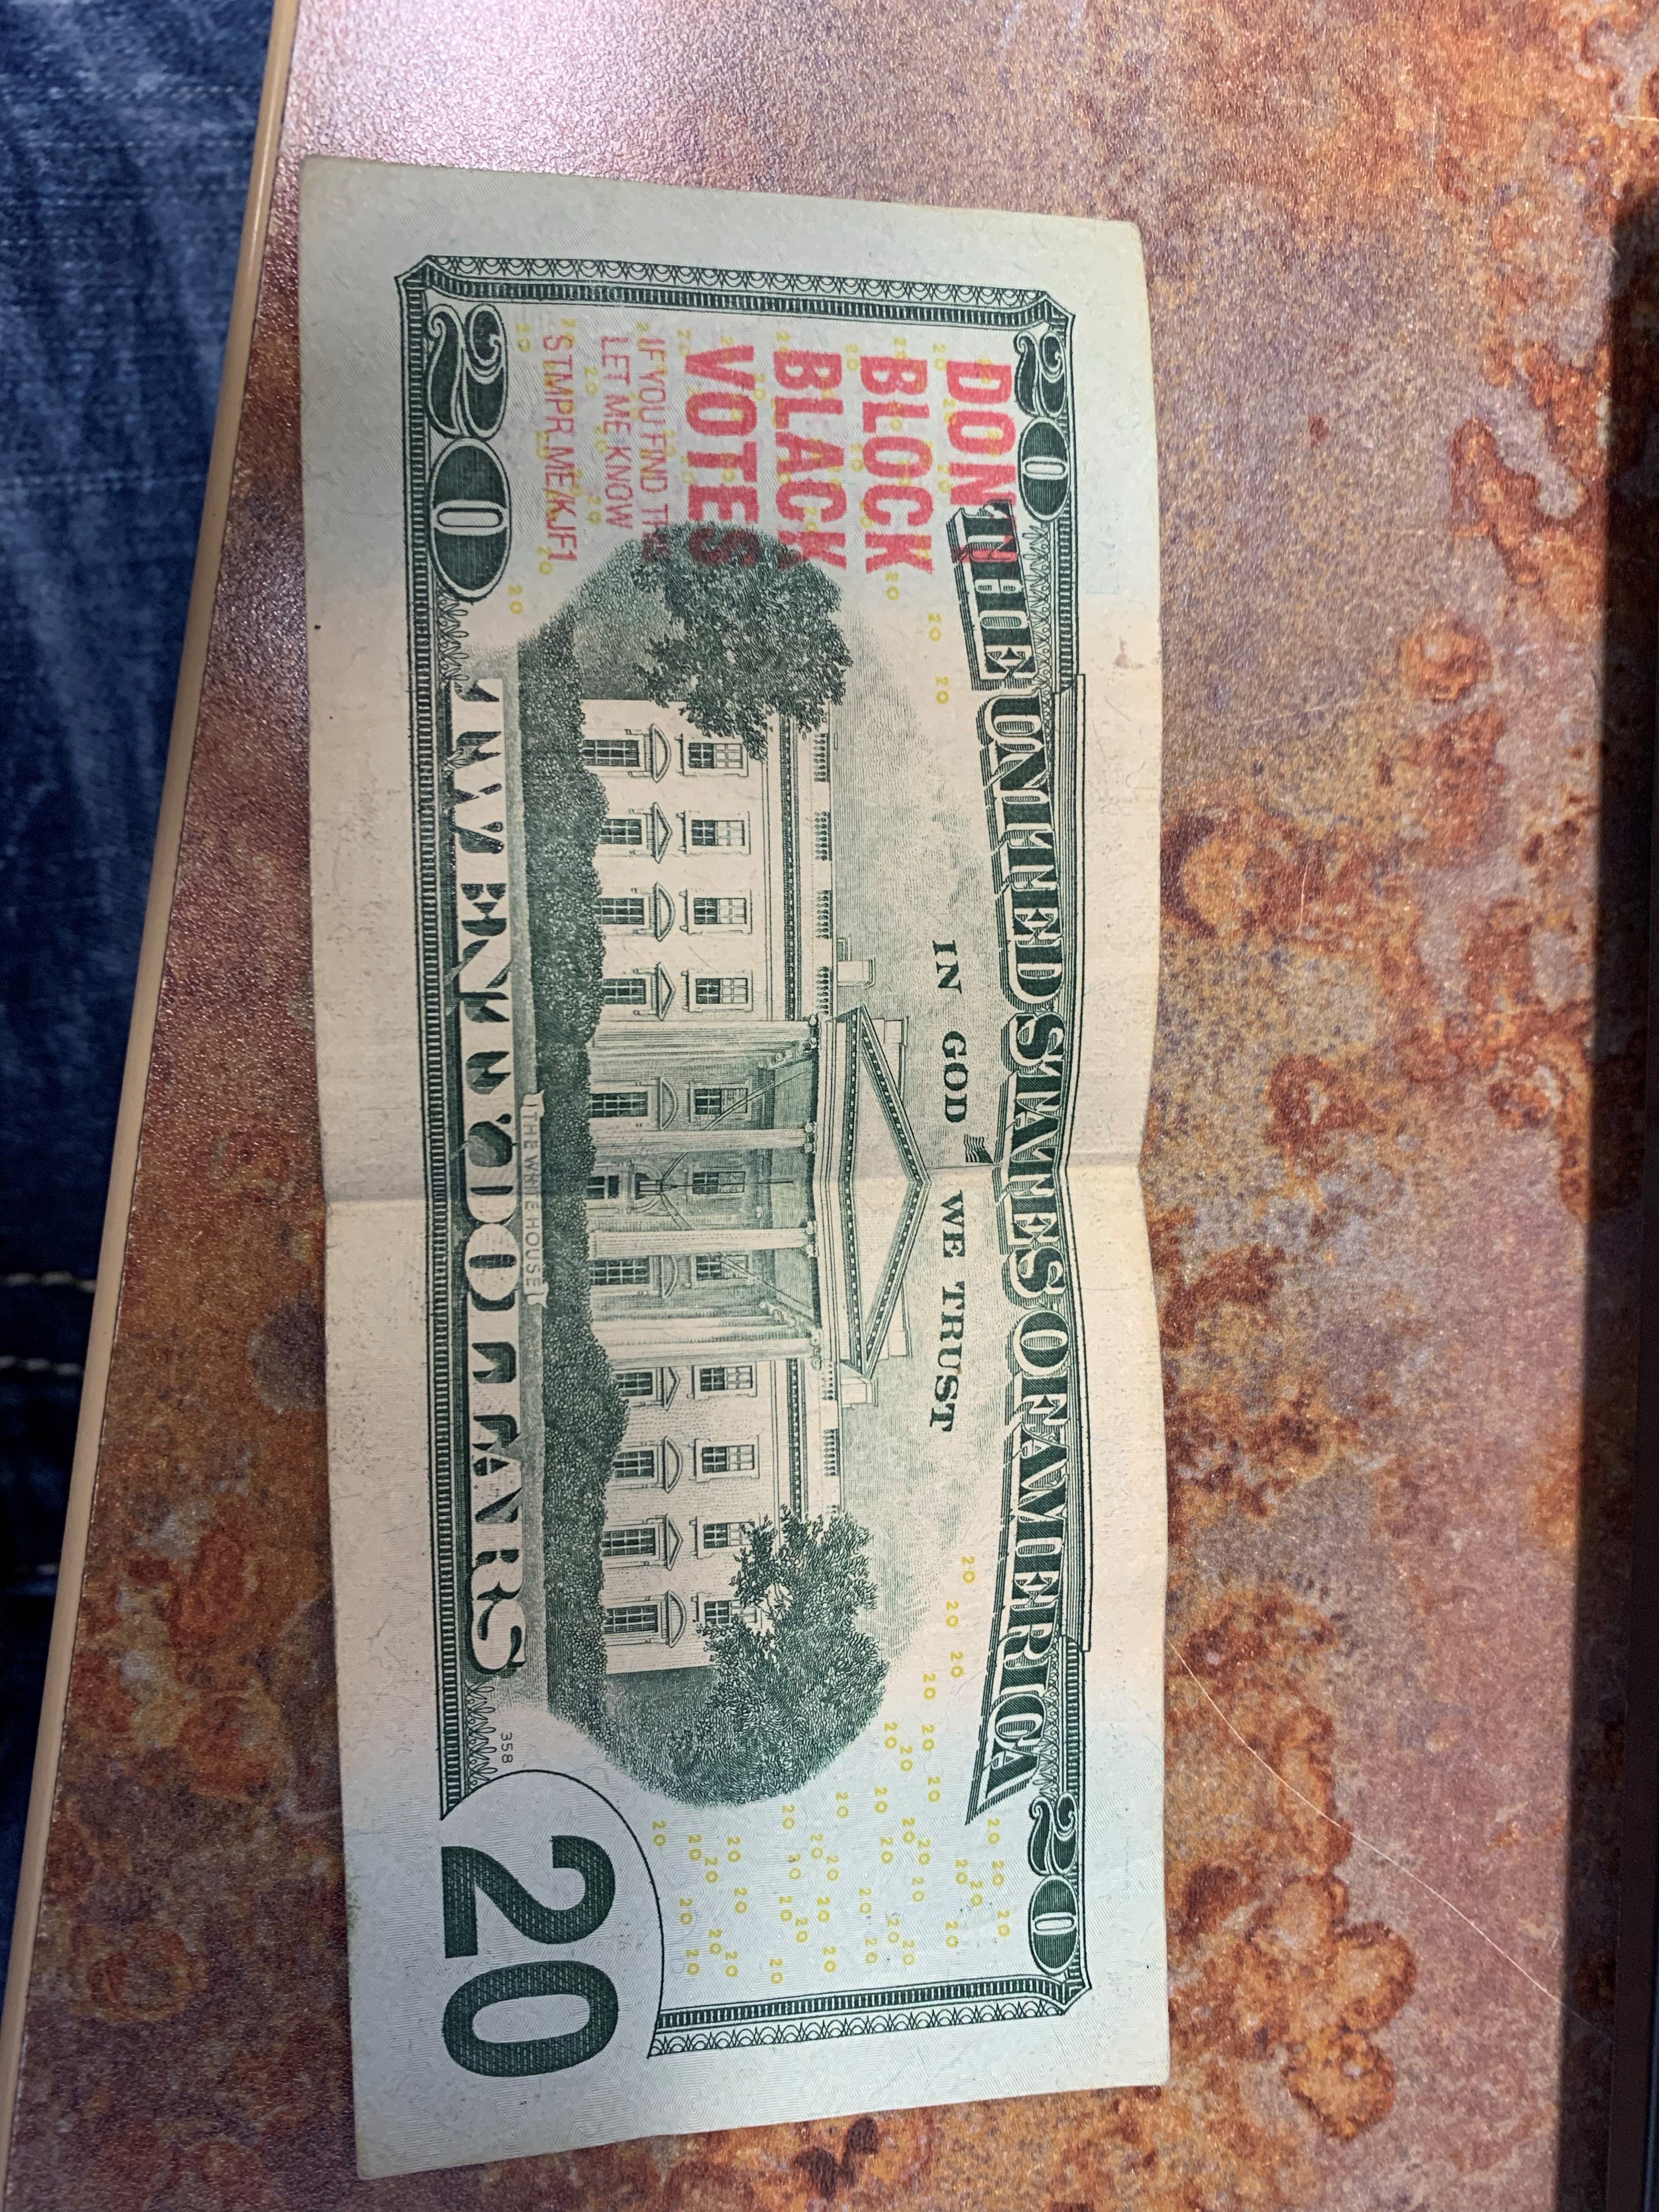 20
THE UNITED STATES OF AMERICA
20
IN GOD WE TRUST
DON'T
BLOCK
BLACK
VOTES
IF YOU FIND THIS
LET ME KNOW
STMPR.ME/KJF1
THE WHITE HOUSE
358
20
TWENTY DOLLARS
20